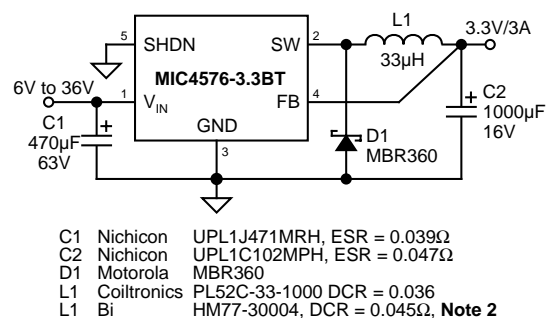 L1
3.3V/3A
5 SHDN SW 2
33µH
MIC4576-3.3BT
6V to 36V
C2
1 VIN FB 4
1000µF
16V
C1
470µF
63V
GND
3
D1
MBR360
C1 Nichicon UPL1J471MRH, ESR = 0.039Ω
C2 Nichicon UPL1C102MPH, ESR = 0.047Ω
D1 Motorola MBR360
L1 Coiltronics PL52C-33-1000 DCR = 0.036
L1 Bi HM77-30004, DCR = 0.045Ω, Note 2